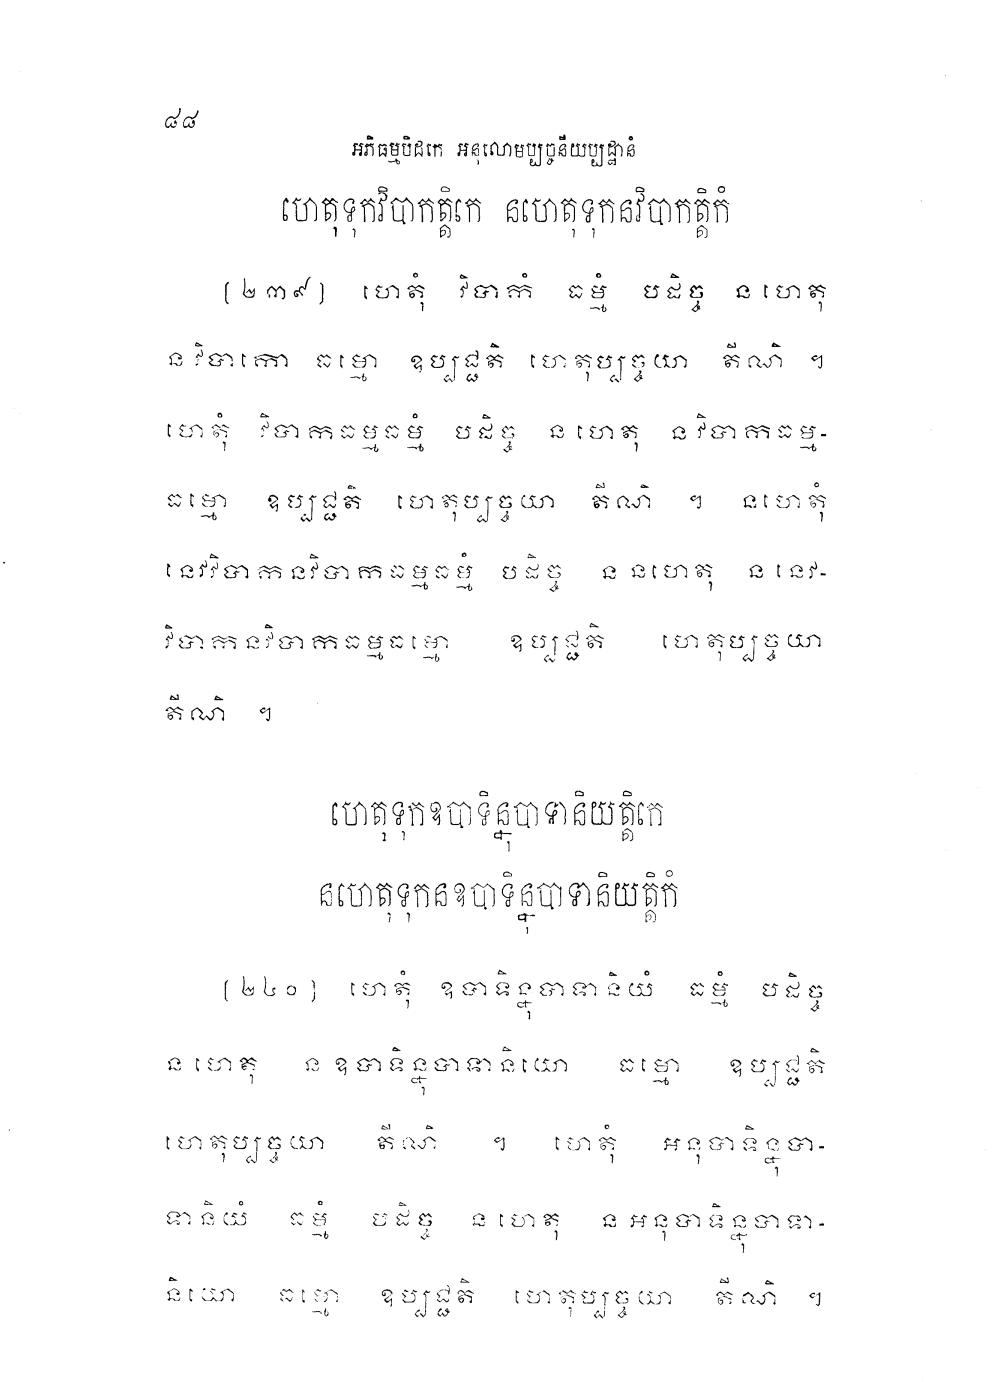 ៨៨
អភិធម្មបិដកេ អនុលោមប្បច្ចនីយប្បដ្ឋានំ
ហេតុទុកវិបាកត្តិកេ នហេតុទុកនវិបាកត្តិកំ
(២៣៩) ហេតុំ វិបាកំ ធម្មំ បដិច្ច នហេតុ
នវិបាកោ ធម្មោ ឧប្បជ្ជតិ ហេតុប្បច្ចយា តីណិ ។
ហេតុំ វិបាកធម្មធម្មំ បដិច្ច នហេតុ នវិបាកធម្ម-
ធម្មោ ឧប្បជ្ជតិ ហេតុប្បច្ចយា តីណិ ។ នហេតុំ
នេវវិបាកនវិបាកធម្មធម្មំ បដិច្ច ននហេតុ ននេវ-
វិបាកនវិបាកធម្មធម្មោ ឧប្បជ្ជតិ ហេតុប្បច្ចយា
តីណិ ។
ហេតុទុកឧបាទិន្នុបាទានិយត្តិកេ
នហេតុទុកនឧបាទិន្នុបាទានិយត្តិកំ
(២៤០) ហេតុំ ឧបាទិន្នុបាទានិយំ ធម្មំ បដិច្ច
នហេតុ នឧបាទិន្នុបាទានិយោ ធម្មោ ឧប្បជ្ជតិ
ហេតុប្បច្ចយា តីណិ ។ ហេតុំ អនុបាទិន្នុបា-
ទានិយំ ធម្មំ បដិច្ច នហេតុ នអនុបាទិន្នុបាទា-
និយោ ធម្មោ ឧប្បជ្ជតិ ហេតុប្បច្ចយា តីណិ ។